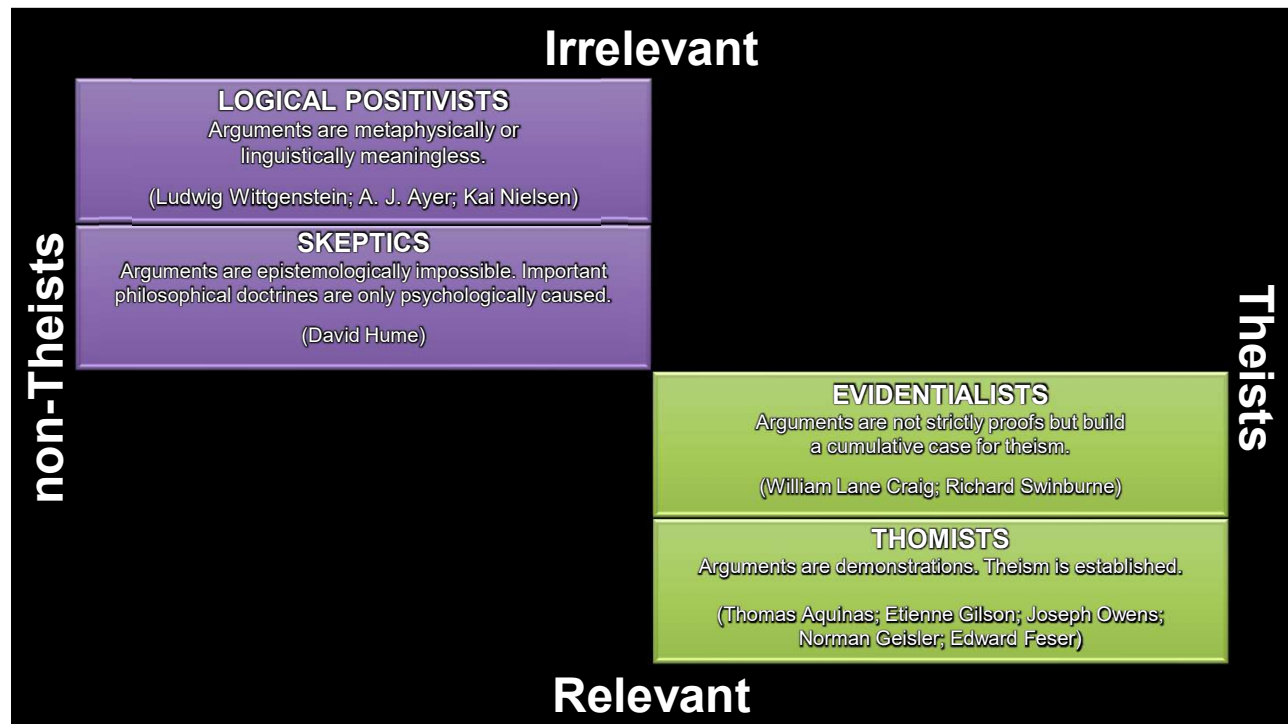 Irrelevant
LOGICAL POSITIVISTS
Arguments are metaphysically or
linguistically meaningless.
(Ludwig Wittgenstein; A. J. Ayer; Kai Nielsen)
SKEPTICS
Arguments are epistemologically impossible. Important
philosophical doctrines are only psychologically caused.
(David Hume)
non-Theists
Theists
EVIDENTIALISTS
Arguments are not strictly proofs but build
a cumulative case for theism.
(William Lane Craig; Richard Swinburne)
THOMISTS
Arguments are demonstrations. Theism is established.
(Thomas Aquinas; Etienne Gilson; Joseph Owens;
Norman Geisler; Edward Feser)
Relevant